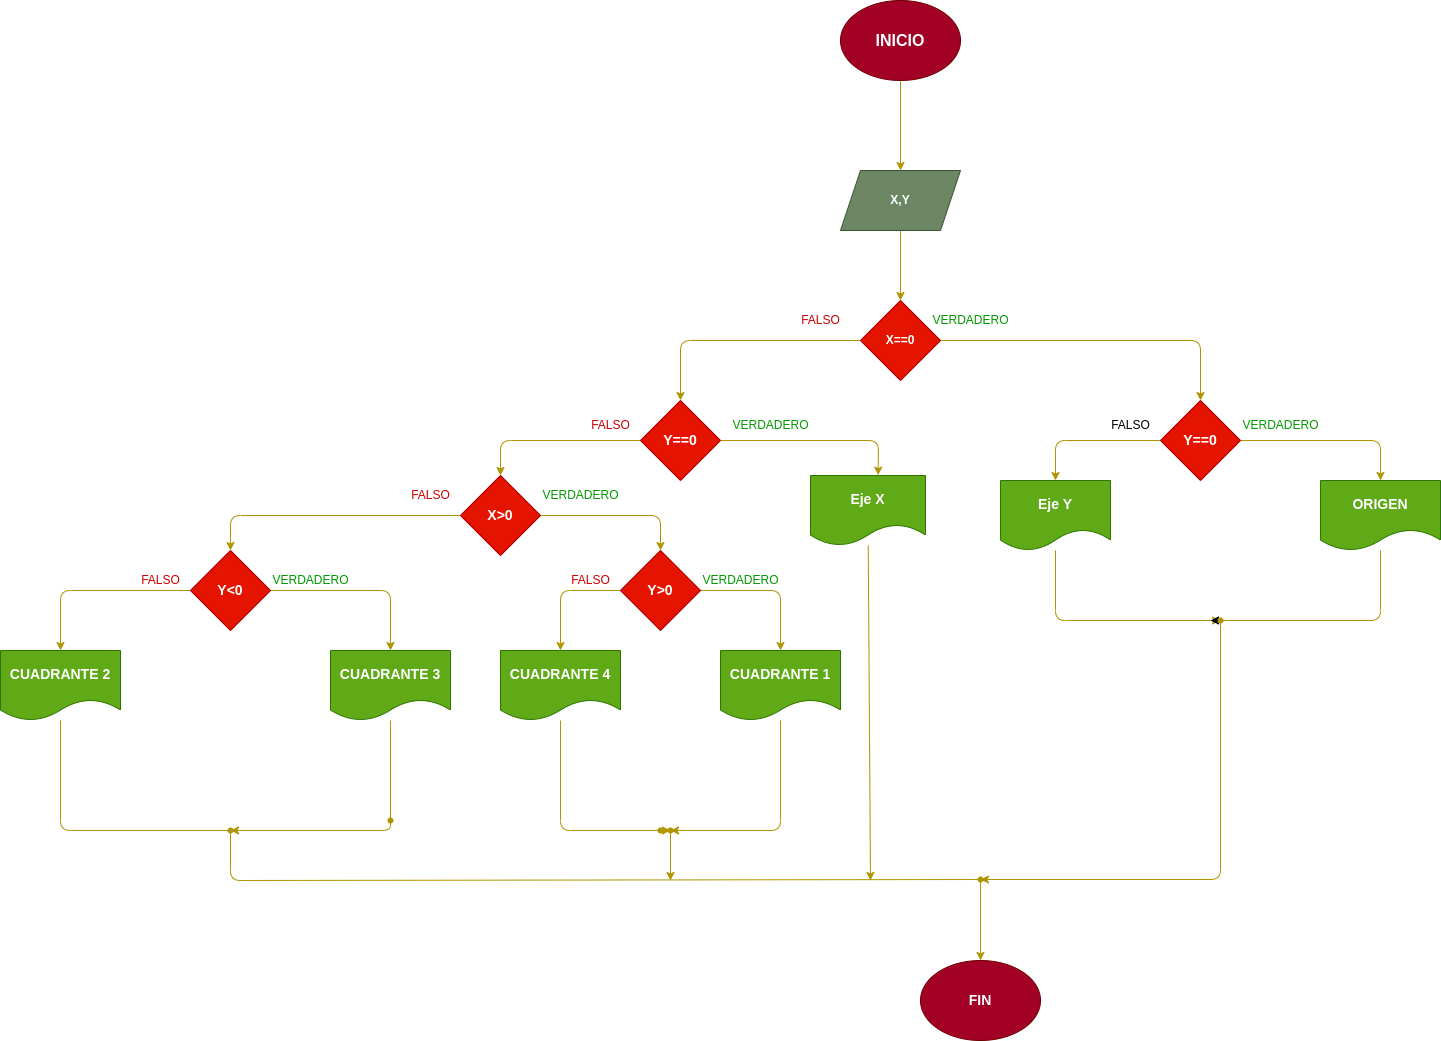 INICIO
X,Y
FALSO
VERDADERO
X==0
FALSO
VERDADERO
FALSO
VERDADERO
Y==0
Y==0
FALSO
VERDADERO
Eje X
Eje Y
ORIGEN
X>0
FALSO
VERDADERO
FALSO
VERDADERO
Y<0
Y>0
CUADRANTE 2
CUADRANTE 3
CUADRANTE 4
CUADRANTE 1
FIN